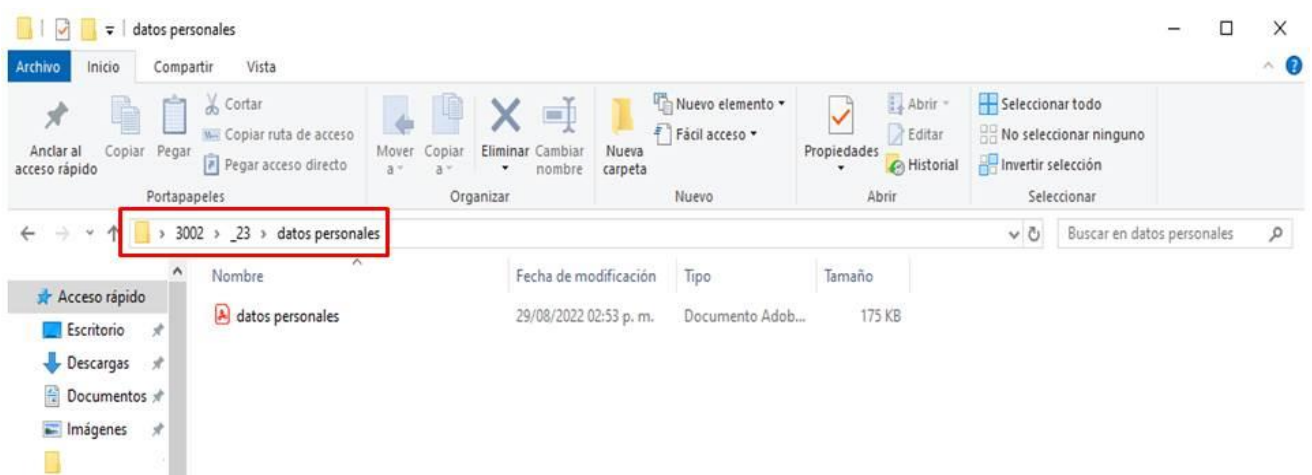 datos personales
Archivo Inicio Compartir Vista
Anclar al acceso rápido
Copiar
Pegar
Cortar
Copiar ruta de acceso
Pegar acceso directo
Portapapeles
Mover a
Copiar a
Eliminar
Cambiar nombre
Organizar
Nueva carpeta
Nuevo elemento
Fácil acceso
Nuevo
Propiedades
Abrir
Editar
Historial
Abrir
Seleccionar todo
No seleccionar ninguno
Invertir selección
Seleccionar
> 3002 > _23 > datos personales
Buscar en datos personales
Nombre Fecha de modificación Tipo Tamaño
datos personales 29/08/2022 02:53 p. m. Documento Adob... 175 KB
Acceso rápido
Escritorio
Descargas
Documentos
Imágenes